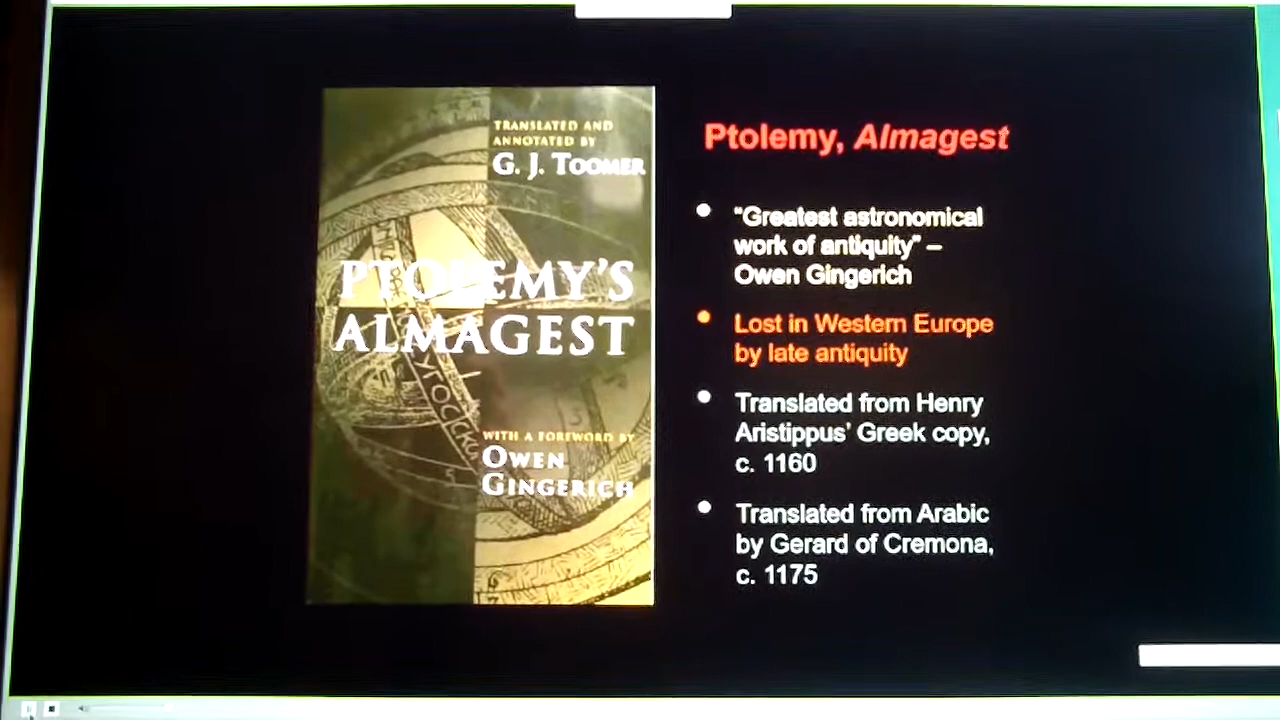 TRANSLATED AND
ANNOTATED BY
G. J. TOOMER
PTOLEMY'S
ALMAGEST
WITH A FOREWORD BY
OWEN
GINGERICH
Ptolemy, Almagest
• “Greatest astronomical
work of antiquity” –
Owen Gingerich
• Lost in Western Europe
by late antiquity
• Translated from Henry
Aristippus’ Greek copy,
c. 1160
• Translated from Arabic
by Gerard of Cremona,
c. 1175